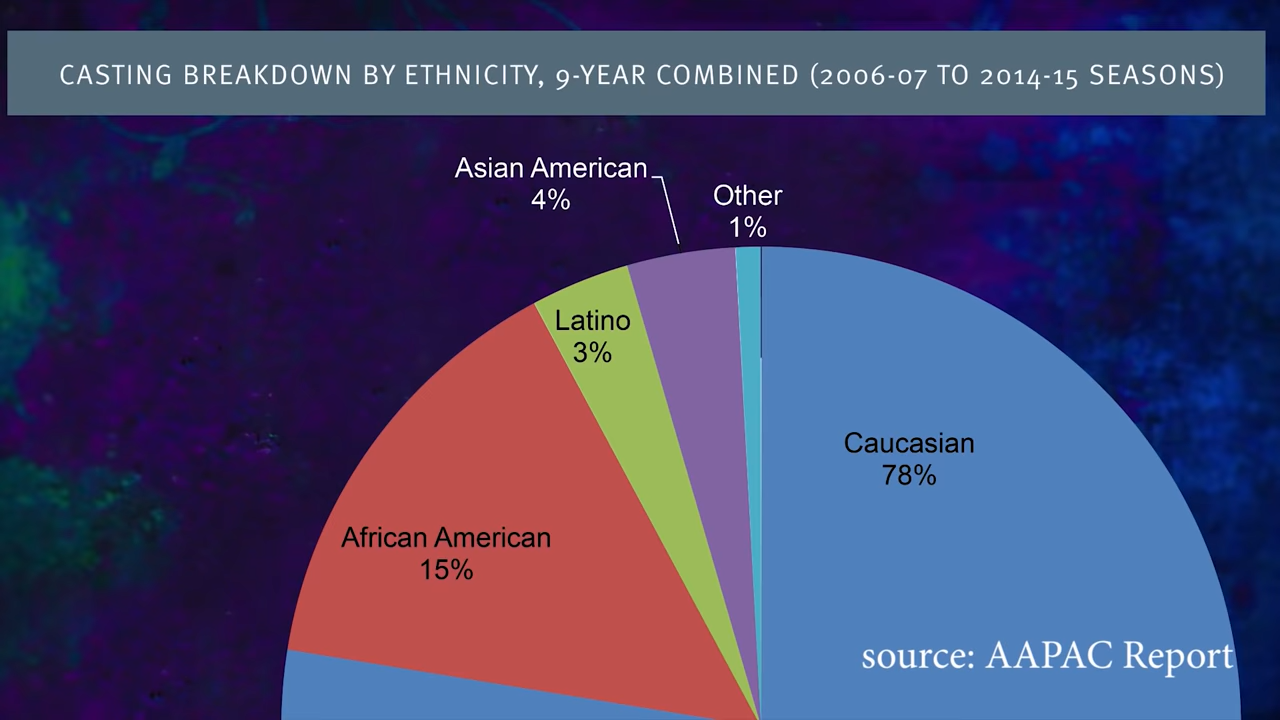 CASTING BREAKDOWN BY ETHNICITY, 9-YEAR COMBINED (2006-07 TO 2014-15 SEASONS)
Asian American
4%
Other
1%
Latino
3%
Caucasian
78%
African American
15%
source: AAPAC Report